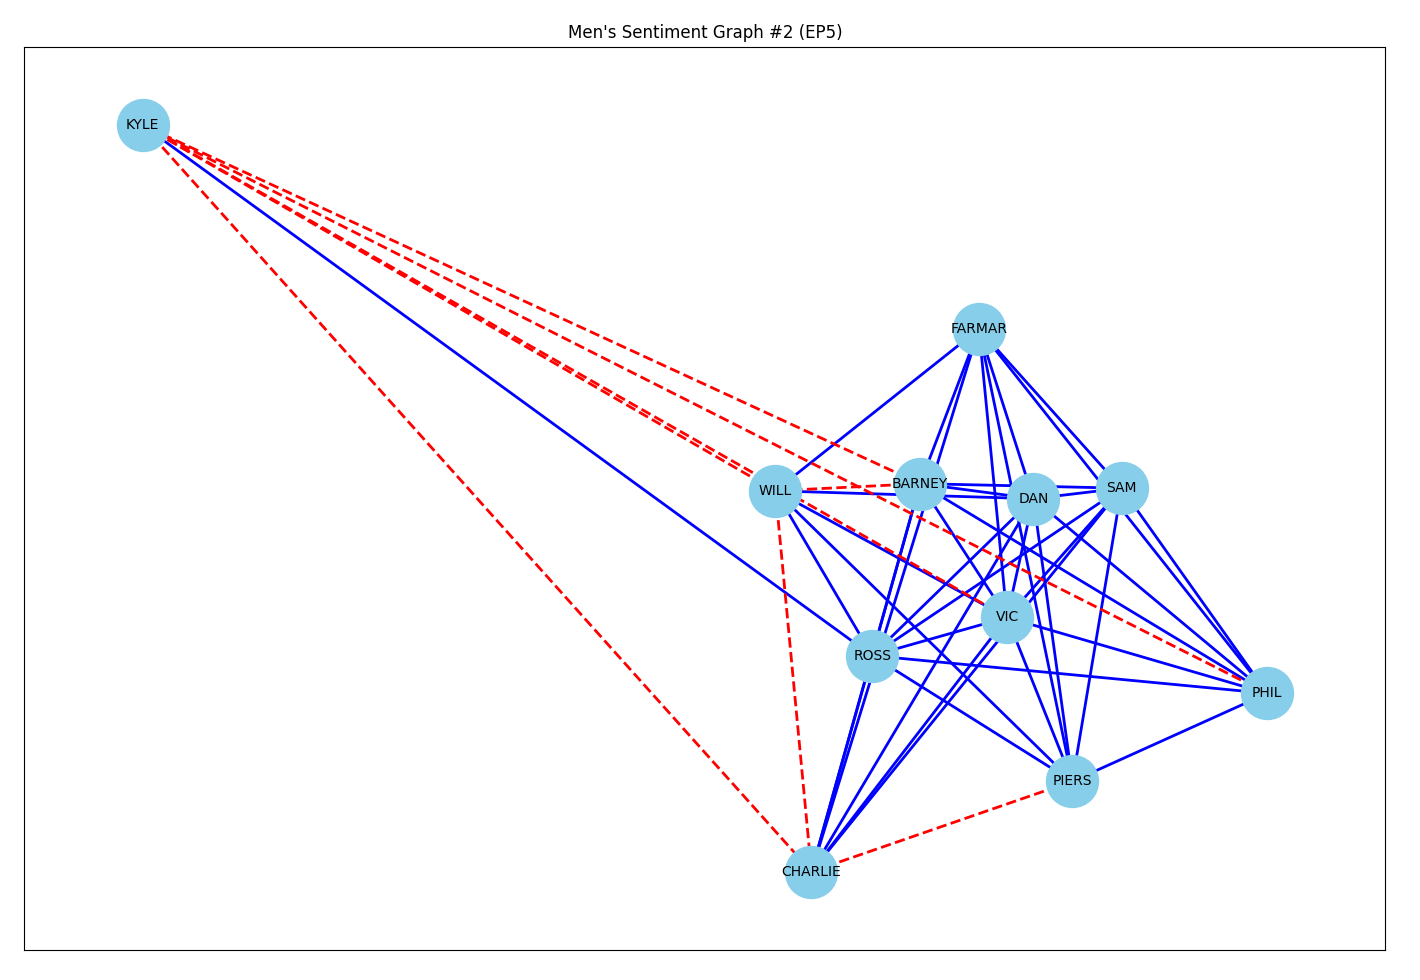 Men's Sentiment Graph #2 (EP5)
KYLE
FARMAR
BARNEY
WILL
DAN
SAM
VIC
ROSS
PHIL
PIERS
CHARLIE